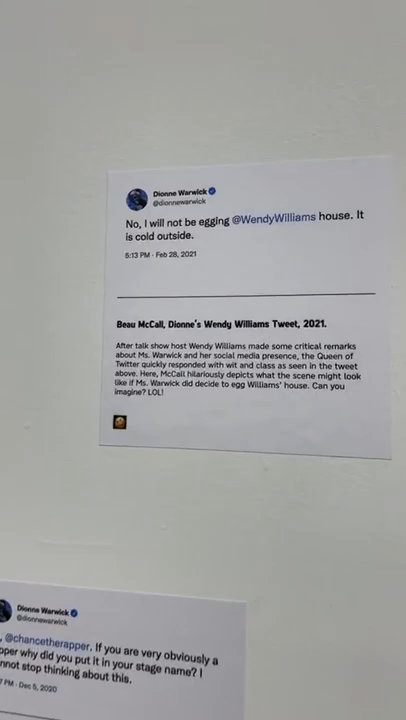 Dionne Warwick
@dionnewarwick
No, I will not be egging @WendyWilliams house. It
is cold outside.
5:13 PM · Feb 28, 2021
Beau McCall, Dionne's Wendy Williams Tweet, 2021.
After talk show host Wendy Williams made some critical remarks
about Ms. Warwick and her social media presence, the Queen of
Twitter quickly responded with wit and class as seen in the tweet
above. Here, McCall hilariously depicts what the scene might look
like if Ms. Warwick did decide to egg Williams' house. Can you
imagine? LOL!
Dionne Warwick
@dionnewarwick
, @chancetherapper. If you are very obviously a
pper why did you put it in your stage name? I
nnot stop thinking about this.
PM · Dec 5, 2020